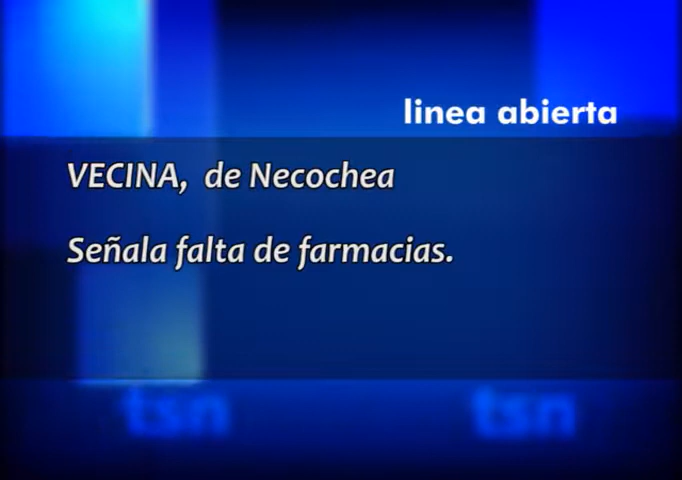 linea abierta
VECINA, de Necochea
Señala falta de farmacias.
tsn tsn